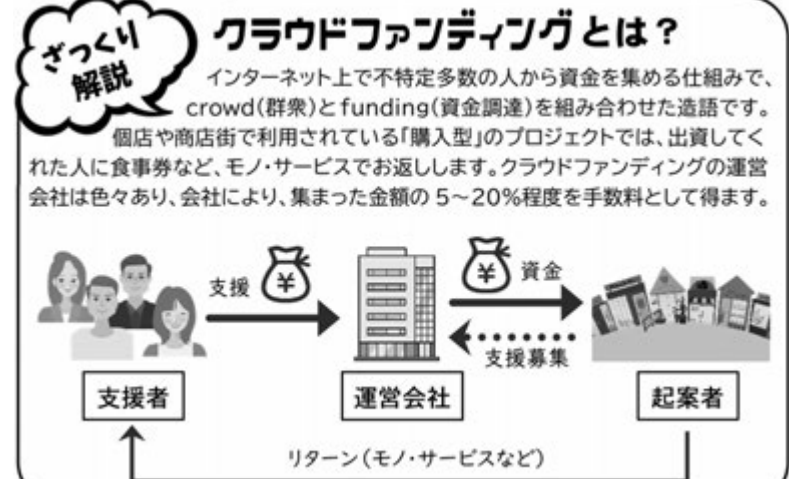 ざっくり
解説
クラウドファンディングとは？
インターネット上で不特定多数の人から資金を集める仕組みで、
crowd(群衆)とfunding(資金調達)を組み合わせた造語です。
個店や商店街で利用されている「購入型」のプロジェクトでは、出資してく
れた人に食事券など、モノ・サービスでお返しします。クラウドファンディングの運営
会社は色々あり、会社により、集まった金額の 5～20%程度を手数料として得ます。
支援
¥
¥
資金
支援募集
支援者
運営会社
起案者
リターン(モノ・サービスなど)